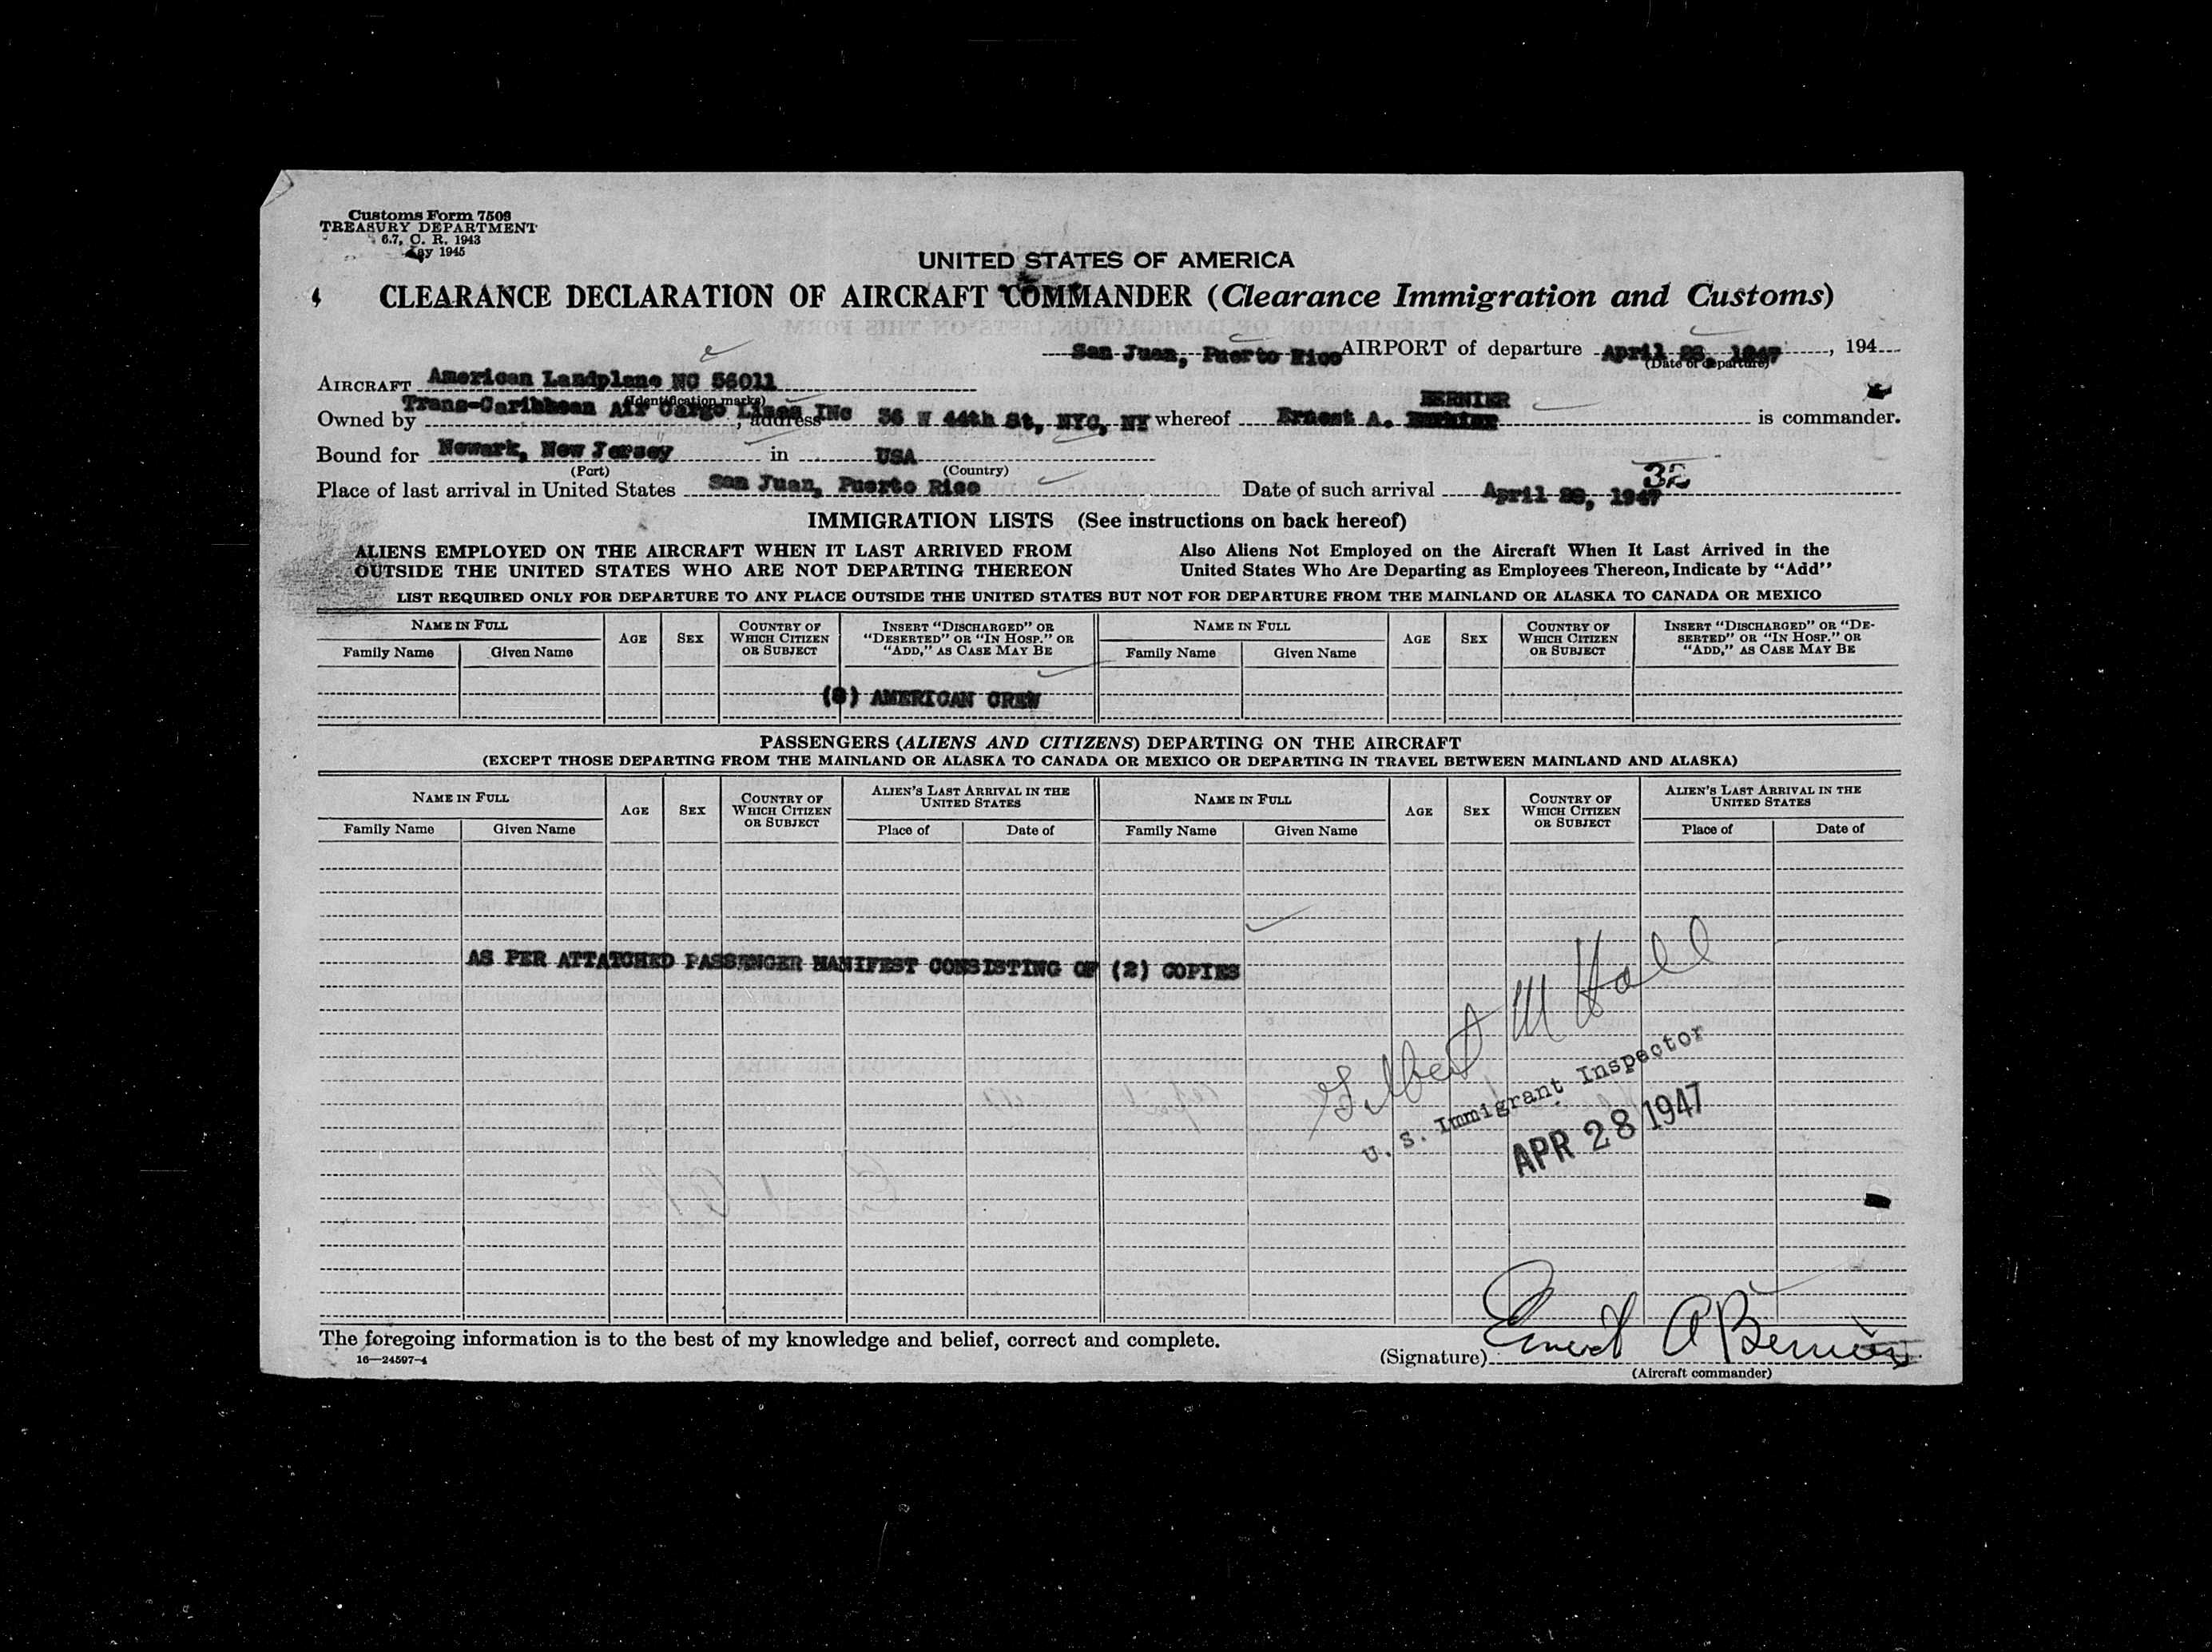 Customs Form 7509
TREASURY DEPARTMENT
6.7, C. R. 1943
1945
UNITED STATES OF AMERICA
CLEARANCE DECLARATION OF AIRCRAFT COMMANDER (Clearance Immigration and Customs)
San Juan, Puerto Rico AIRPORT of departure April 1947, 194
(Date of departure)
AIRCRAFT American Landplane NC 56011
(Identification marks)
BERNIER
Owned by Trans-Caribbean Air Cargo Lines INc, address 36 W 44th St, NYC, NY whereof Ernest A. is commander.
Bound for Newark, New Jersey in USA
(Port) (Country)
32
Place of last arrival in United States San Juan, Puerto Rico Date of such arrival April 1947
IMMIGRATION LISTS (See instructions on back hereof)
ALIENS EMPLOYED ON THE AIRCRAFT WHEN IT LAST ARRIVED FROM OUTSIDE THE UNITED STATES WHO ARE NOT DEPARTING THEREON
Also Aliens Not Employed on the Aircraft When It Last Arrived in the United States Who Are Departing as Employees Thereon, Indicate by "Add"
LIST REQUIRED ONLY FOR DEPARTURE TO ANY PLACE OUTSIDE THE UNITED STATES BUT NOT FOR DEPARTURE FROM THE MAINLAND OR ALASKA TO CANADA OR MEXICO
NAME IN FULL
Family Name Given Name
AGE SEX
COUNTRY OF WHICH CITIZEN OR SUBJECT
INSERT "DISCHARGED" OR "DESERTED" OR "IN HOSP." OR "ADD," AS CASE MAY BE
NAME IN FULL
Family Name Given Name
AGE SEX
COUNTRY OF WHICH CITIZEN OR SUBJECT
INSERT "DISCHARGED" OR "DE-
SERTED" OR "IN HOSP." OR
"ADD," AS CASE MAY BE
AMERICAN CREW
PASSENGERS (ALIENS AND CITIZENS) DEPARTING ON THE AIRCRAFT
(EXCEPT THOSE DEPARTING FROM THE MAINLAND OR ALASKA TO CANADA OR MEXICO OR DEPARTING IN TRAVEL BETWEEN MAINLAND AND ALASKA)
NAME IN FULL
Family Name Given Name
AGE SEX
COUNTRY OF WHICH CITIZEN OR SUBJECT
ALIEN'S LAST ARRIVAL IN THE UNITED STATES
Place of Date of
NAME IN FULL
Family Name Given Name
AGE SEX
COUNTRY OF WHICH CITIZEN OR SUBJECT
ALIEN'S LAST ARRIVAL IN THE UNITED STATES
Place of Date of
AS PER ATTATCHED PASSENGER MANIFEST CONSISTING OF (2) COPIES
Gilbert M Hall
U. S. Immigrant Inspector
APR 28 1947
The foregoing information is to the best of my knowledge and belief, correct and complete.
16—24597-4
(Signature) Ernest A Bernier
(Aircraft commander)